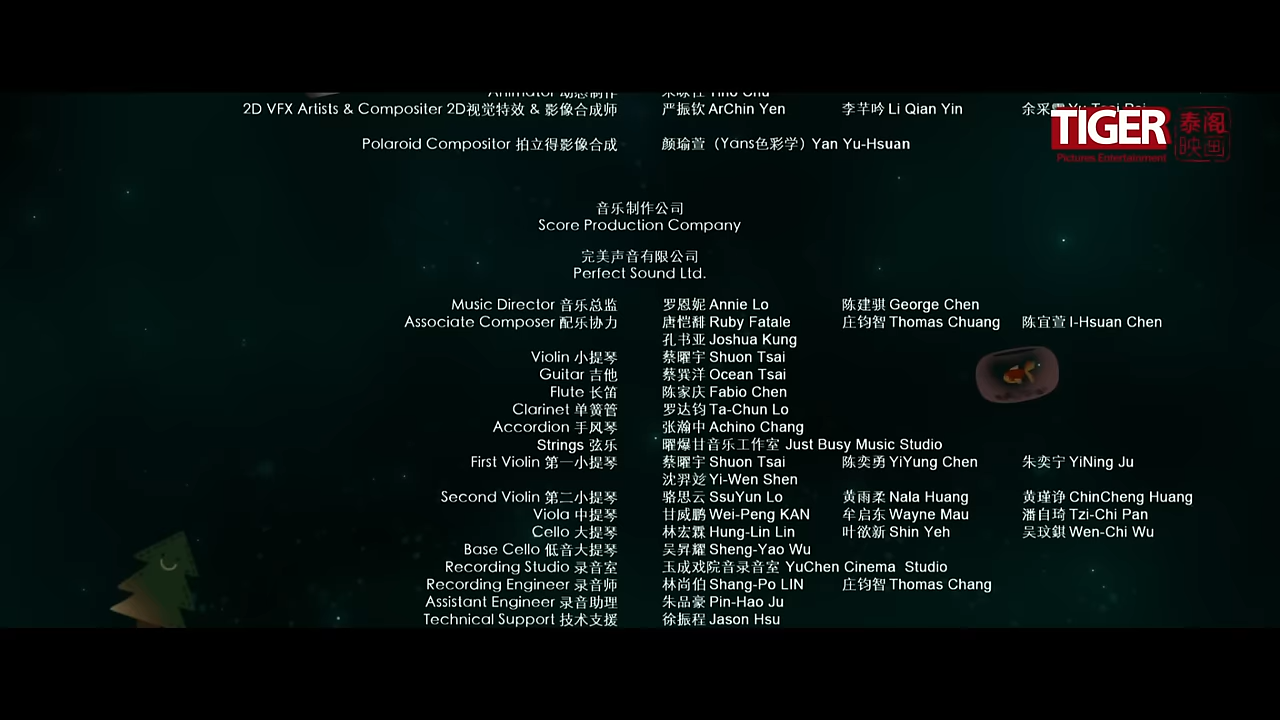 Animator 动态制作
2D VFX Artists & Compositer 2D视觉特效 & 影像合成师 严振钦 ArChin Yen 李芊吟 Li Qian Yin 余采
TIGER 泰阁映画
Pictures Entertainment
Polaroid Compositor 拍立得影像合成 颜瑜萱（Yans色彩学）Yan Yu-Hsuan
音乐制作公司
Score Production Company
完美声音有限公司
Perfect Sound Ltd.
Music Director 音乐总监 罗恩妮 Annie Lo 陈建骐 George Chen
Associate Composer 配乐协力 唐恺馡 Ruby Fatale 庄钧智 Thomas Chuang 陈宜萱 I-Hsuan Chen
孔书亚 Joshua Kung
Violin 小提琴 蔡曜宇 Shuon Tsai
Guitar 吉他 蔡巽洋 Ocean Tsai
Flute 长笛 陈家庆 Fabio Chen
Clarinet 单簧管 罗达钧 Ta-Chun Lo
Accordion 手风琴 张瀚中 Achino Chang
Strings 弦乐 曜爆甘音乐工作室 Just Busy Music Studio
First Violin 第一小提琴 蔡曜宇 Shuon Tsai 陈奕勇 YiYung Chen 朱奕宁 YiNing Ju
沈羿彣 Yi-Wen Shen
Second Violin 第二小提琴 骆思云 SsuYun Lo 黄雨柔 Nala Huang 黄瑾诤 ChinCheng Huang
Viola 中提琴 甘威鹏 Wei-Peng KAN 牟启东 Wayne Mau 潘自琦 Tzi-Chi Pan
Cello 大提琴 林宏霖 Hung-Lin Lin 叶欲新 Shin Yeh 吴玟錤 Wen-Chi Wu
Base Cello 低音大提琴 吴昇耀 Sheng-Yao Wu
Recording Studio 录音室 玉成戏院音录音室 YuChen Cinema Studio
Recording Engineer 录音师 林尚伯 Shang-Po LIN 庄钧智 Thomas Chang
Assistant Engineer 录音助理 朱品豪 Pin-Hao Ju
Technical Support 技术支援 徐振程 Jason Hsu